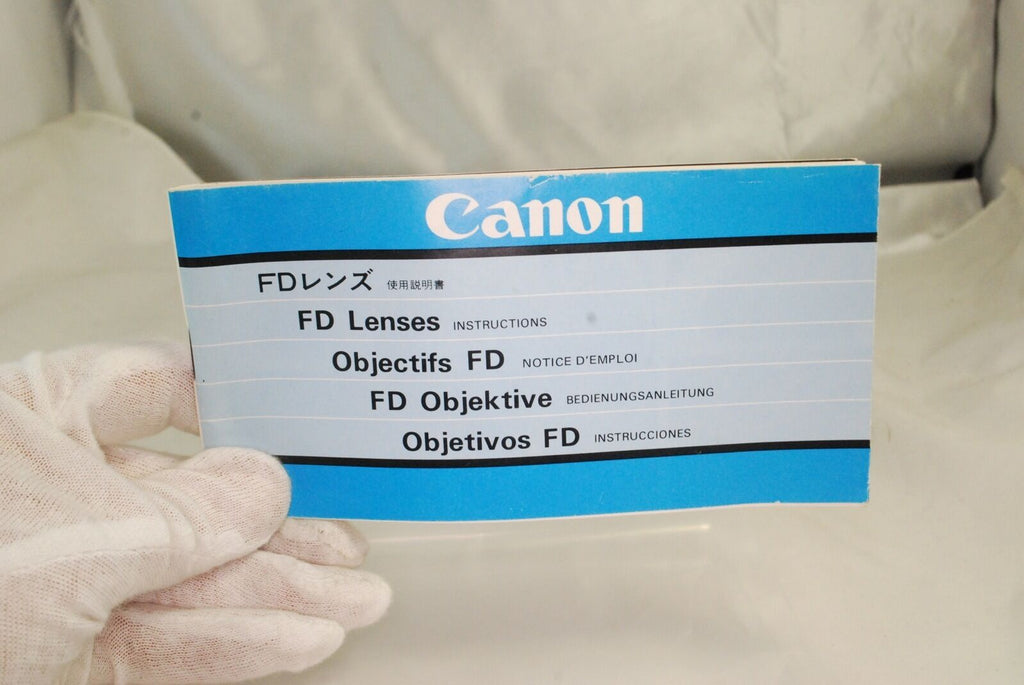 Canon
FDレンズ 使用説明書
FD Lenses INSTRUCTIONS
Objectifs FD NOTICE D'EMPLOI
FD Objektive BEDIENUNGSANLEITUNG
Objetivos FD INSTRUCCIONES